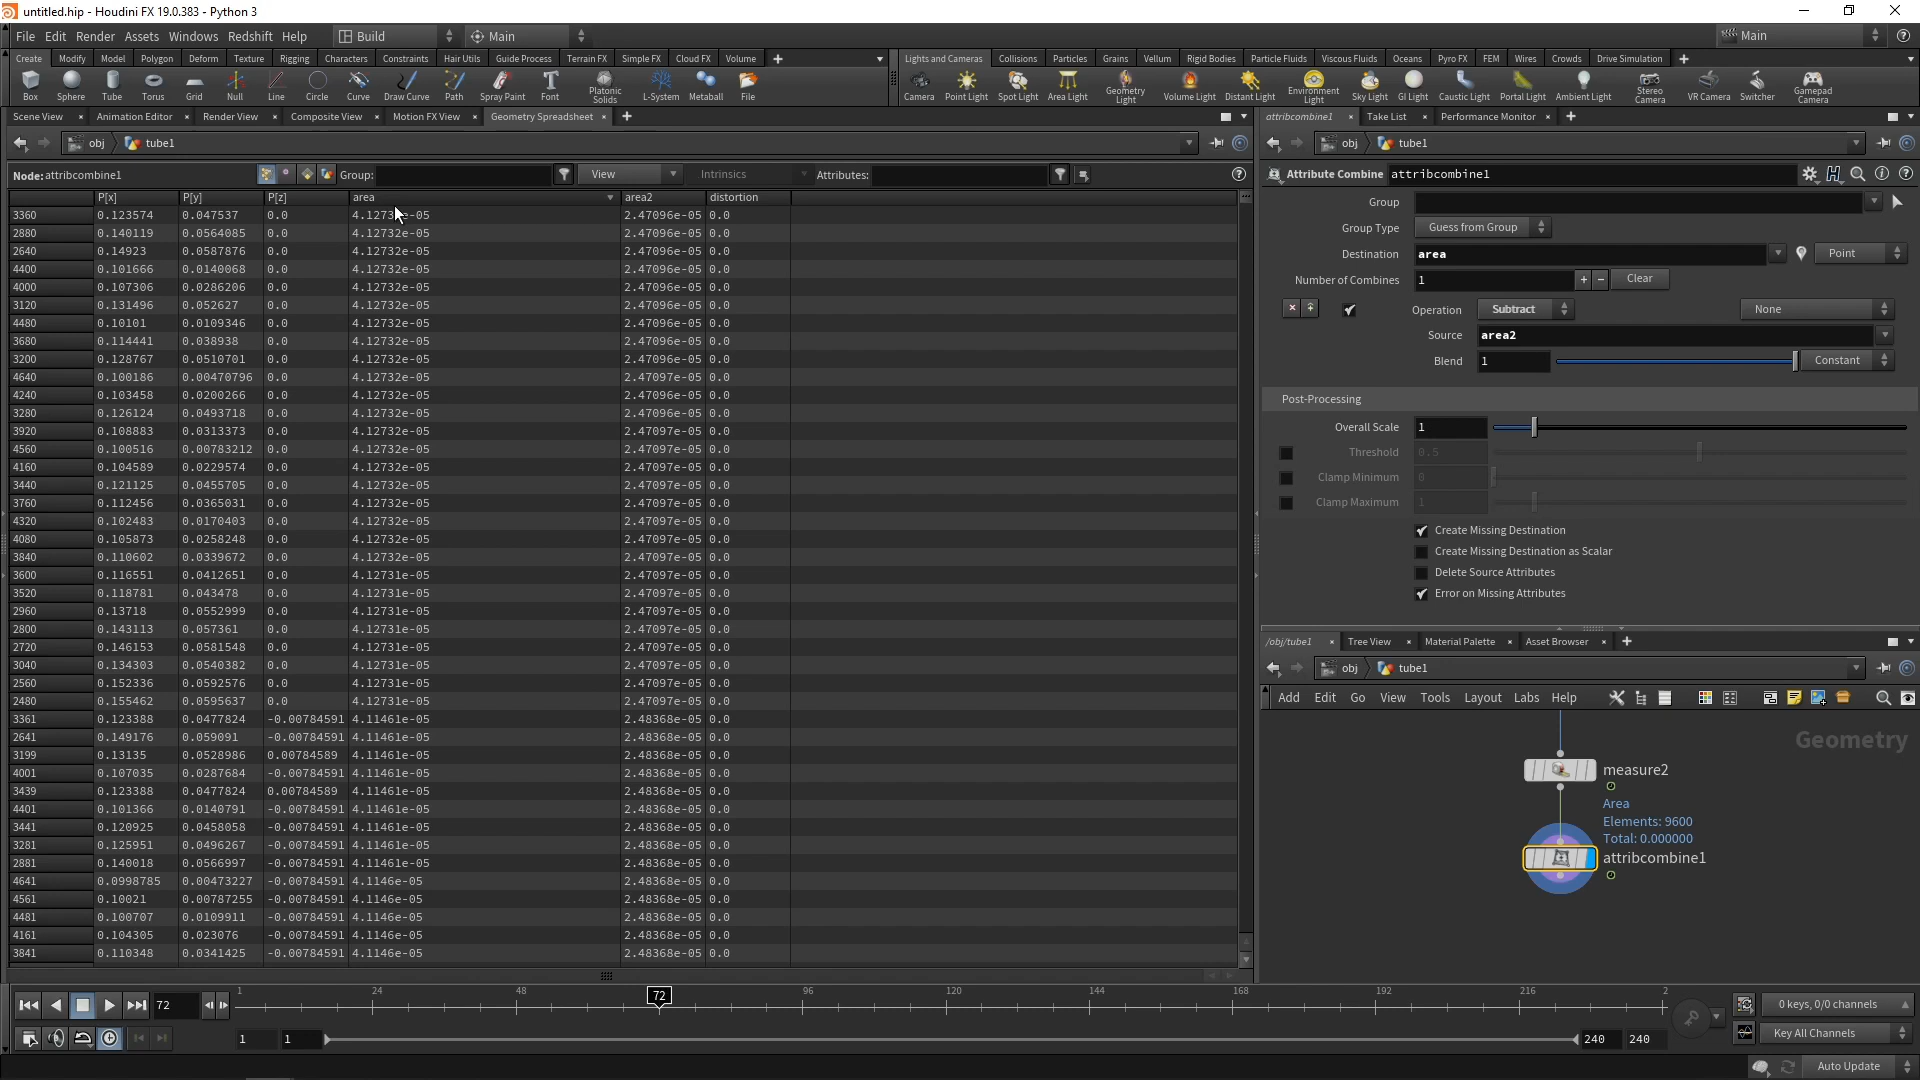 untitled.hip - Houdini FX 19.0.383 - Python 3
File Edit Render Assets Windows Redshift Help Build Main Main
Create Modify Model Polygon Deform Texture Rigging Characters Constraints Hair Utils Guide Process Terrain FX Simple FX Cloud FX Volume
Lights and Cameras Collisions Particles Grains Vellum Rigid Bodies Particle Fluids Viscous Fluids Oceans Pyro FX FEM Wires Crowds Drive Simulation
Box Sphere Tube Torus Grid Null Line Circle Curve Draw Curve Path Spray Paint Font Platonic Solids L-System Metaball File
Camera Point Light Spot Light Area Light Geometry Light Volume Light Distant Light Environment Light Sky Light GI Light Caustic Light Portal Light Ambient Light Stereo Camera VR Camera Switcher Gamepad Camera
Scene View Animation Editor Render View Composite View Motion FX View Geometry Spreadsheet
attribcombine1 Take List Performance Monitor
obj tube1
obj tube1
Node: attribcombine1 Group: View Intrinsics Attributes:
P[x] P[y] P[z] area area2 distortion
3360 0.123574 0.047537 0.0 4.1273 e-05 2.47096e-05 0.0
2880 0.140119 0.0564085 0.0 4.12732e-05 2.47096e-05 0.0
2640 0.14923 0.0587876 0.0 4.12732e-05 2.47096e-05 0.0
4400 0.101666 0.0140068 0.0 4.12732e-05 2.47096e-05 0.0
4000 0.107306 0.0286206 0.0 4.12732e-05 2.47096e-05 0.0
3120 0.131496 0.052627 0.0 4.12732e-05 2.47096e-05 0.0
4480 0.10101 0.0109346 0.0 4.12732e-05 2.47096e-05 0.0
3680 0.114441 0.038938 0.0 4.12732e-05 2.47096e-05 0.0
3200 0.128767 0.0510701 0.0 4.12732e-05 2.47096e-05 0.0
4640 0.100186 0.00470796 0.0 4.12732e-05 2.47097e-05 0.0
4240 0.103458 0.0200266 0.0 4.12732e-05 2.47096e-05 0.0
3280 0.126124 0.0493718 0.0 4.12732e-05 2.47096e-05 0.0
3920 0.108883 0.0313373 0.0 4.12732e-05 2.47096e-05 0.0
4560 0.100516 0.00783212 0.0 4.12732e-05 2.47097e-05 0.0
4160 0.104589 0.0229574 0.0 4.12732e-05 2.47097e-05 0.0
3440 0.121125 0.0455705 0.0 4.12732e-05 2.47097e-05 0.0
3760 0.112456 0.0365031 0.0 4.12732e-05 2.47097e-05 0.0
4320 0.102483 0.0170403 0.0 4.12732e-05 2.47097e-05 0.0
4080 0.105873 0.0258248 0.0 4.12732e-05 2.47097e-05 0.0
3840 0.110602 0.0339672 0.0 4.12732e-05 2.47097e-05 0.0
3600 0.116551 0.0412651 0.0 4.12731e-05 2.47097e-05 0.0
3520 0.118781 0.043478 0.0 4.12731e-05 2.47097e-05 0.0
2960 0.13718 0.0552999 0.0 4.12731e-05 2.47097e-05 0.0
2800 0.143113 0.057361 0.0 4.12731e-05 2.47097e-05 0.0
2720 0.146153 0.0581548 0.0 4.12731e-05 2.47097e-05 0.0
3040 0.134303 0.0540382 0.0 4.12731e-05 2.47097e-05 0.0
2560 0.152336 0.0592576 0.0 4.12731e-05 2.47097e-05 0.0
2480 0.155462 0.0595637 0.0 4.12731e-05 2.47097e-05 0.0
3361 0.123388 0.0477824 -0.00784591 4.11461e-05 2.48368e-05 0.0
2641 0.149176 0.059091 -0.00784591 4.11461e-05 2.48368e-05 0.0
3199 0.13135 0.0528986 0.00784589 4.11461e-05 2.48368e-05 0.0
4001 0.107035 0.0287684 -0.00784591 4.11461e-05 2.48368e-05 0.0
3439 0.123388 0.0477824 0.00784589 4.11461e-05 2.48368e-05 0.0
4401 0.101366 0.0140791 -0.00784591 4.11461e-05 2.48368e-05 0.0
3441 0.120925 0.0458058 -0.00784591 4.11461e-05 2.48368e-05 0.0
3281 0.125951 0.0496267 -0.00784591 4.11461e-05 2.48368e-05 0.0
2881 0.140018 0.0566997 -0.00784591 4.11461e-05 2.48368e-05 0.0
4641 0.0998785 0.00473227 -0.00784591 4.1146e-05 2.48368e-05 0.0
4561 0.10021 0.00787255 -0.00784591 4.1146e-05 2.48368e-05 0.0
4481 0.100707 0.0109911 -0.00784591 4.1146e-05 2.48368e-05 0.0
4161 0.104305 0.023076 -0.00784591 4.1146e-05 2.48368e-05 0.0
3841 0.110348 0.0341425 -0.00784591 4.1146e-05 2.48368e-05 0.0
Attribute Combine attribcombine1
Group
Group Type Guess from Group
Destination area Point
Number of Combines 1 Clear
Operation Subtract None
Source area2
Blend 1 Constant
Post-Processing
Overall Scale 1
Threshold 0.5
Clamp Minimum 0
Clamp Maximum 1
Create Missing Destination
Create Missing Destination as Scalar
Delete Source Attributes
Error on Missing Attributes
/obj/tube1 Tree View Material Palette Asset Browser
obj tube1
Add Edit Go View Tools Layout Labs Help
Geometry
measure2
Area
Elements: 9600
Total: 0.000000
attribcombine1
72 1 24 48 72 96 120 144 168 192 216 2
0 keys, 0/0 channels
1 1 240 240
Key All Channels
Auto Update